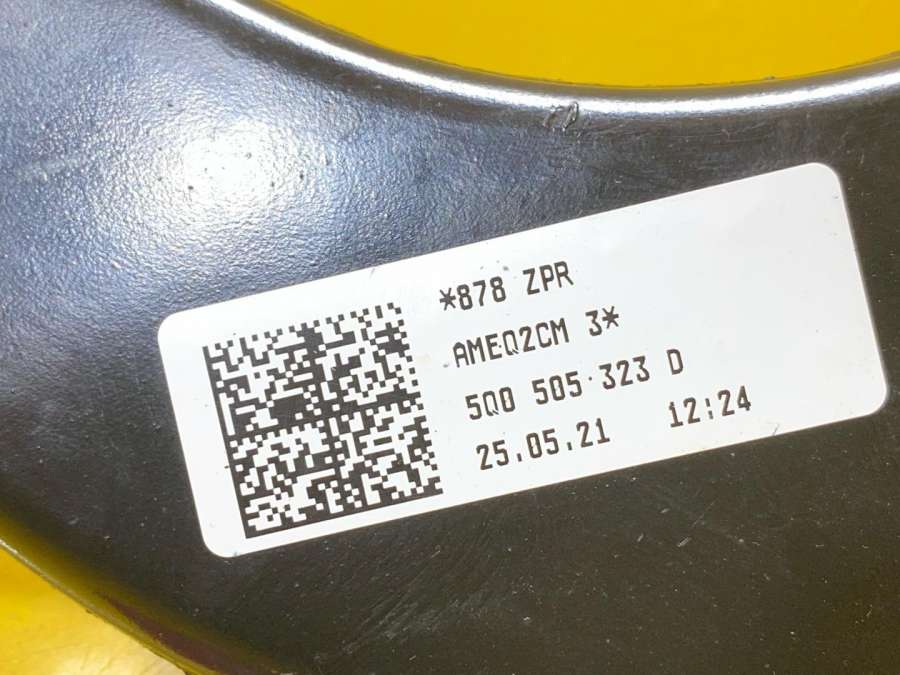 *878 ZPR
AMEQ2CM 3*
5Q0 505 323 D
25.05.21 12:24